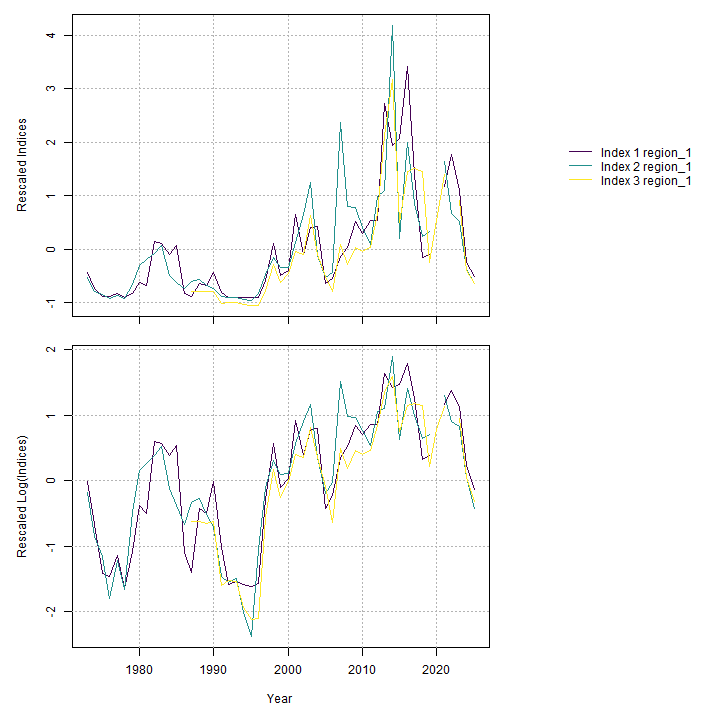 Rescaled Indices
4
3
2
1
0
-1
Index 1 region_1
Index 2 region_1
Index 3 region_1
Rescaled Log(Indices)
2
1
0
-1
-2
1980 1990 2000 2010 2020
Year